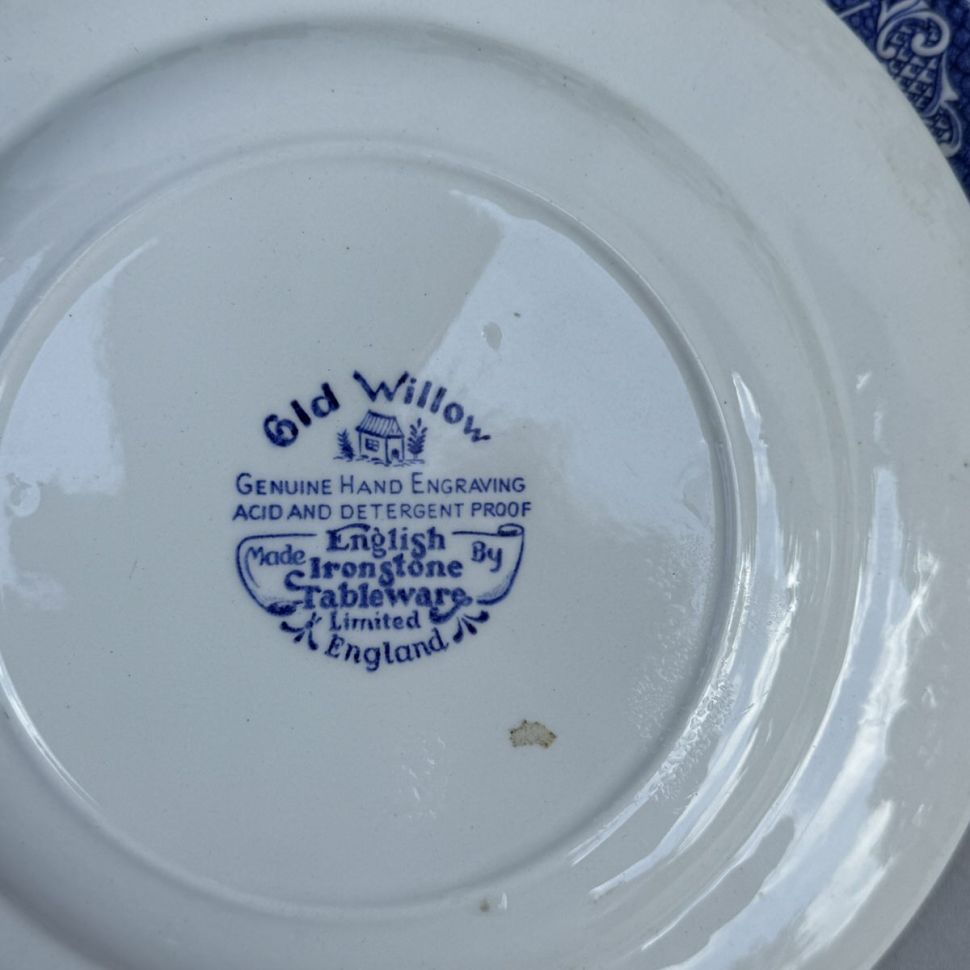 Old Willow
GENUINE HAND ENGRAVING
ACID AND DETERGENT PROOF
Made English By
Ironstone
Tableware
Limited
England